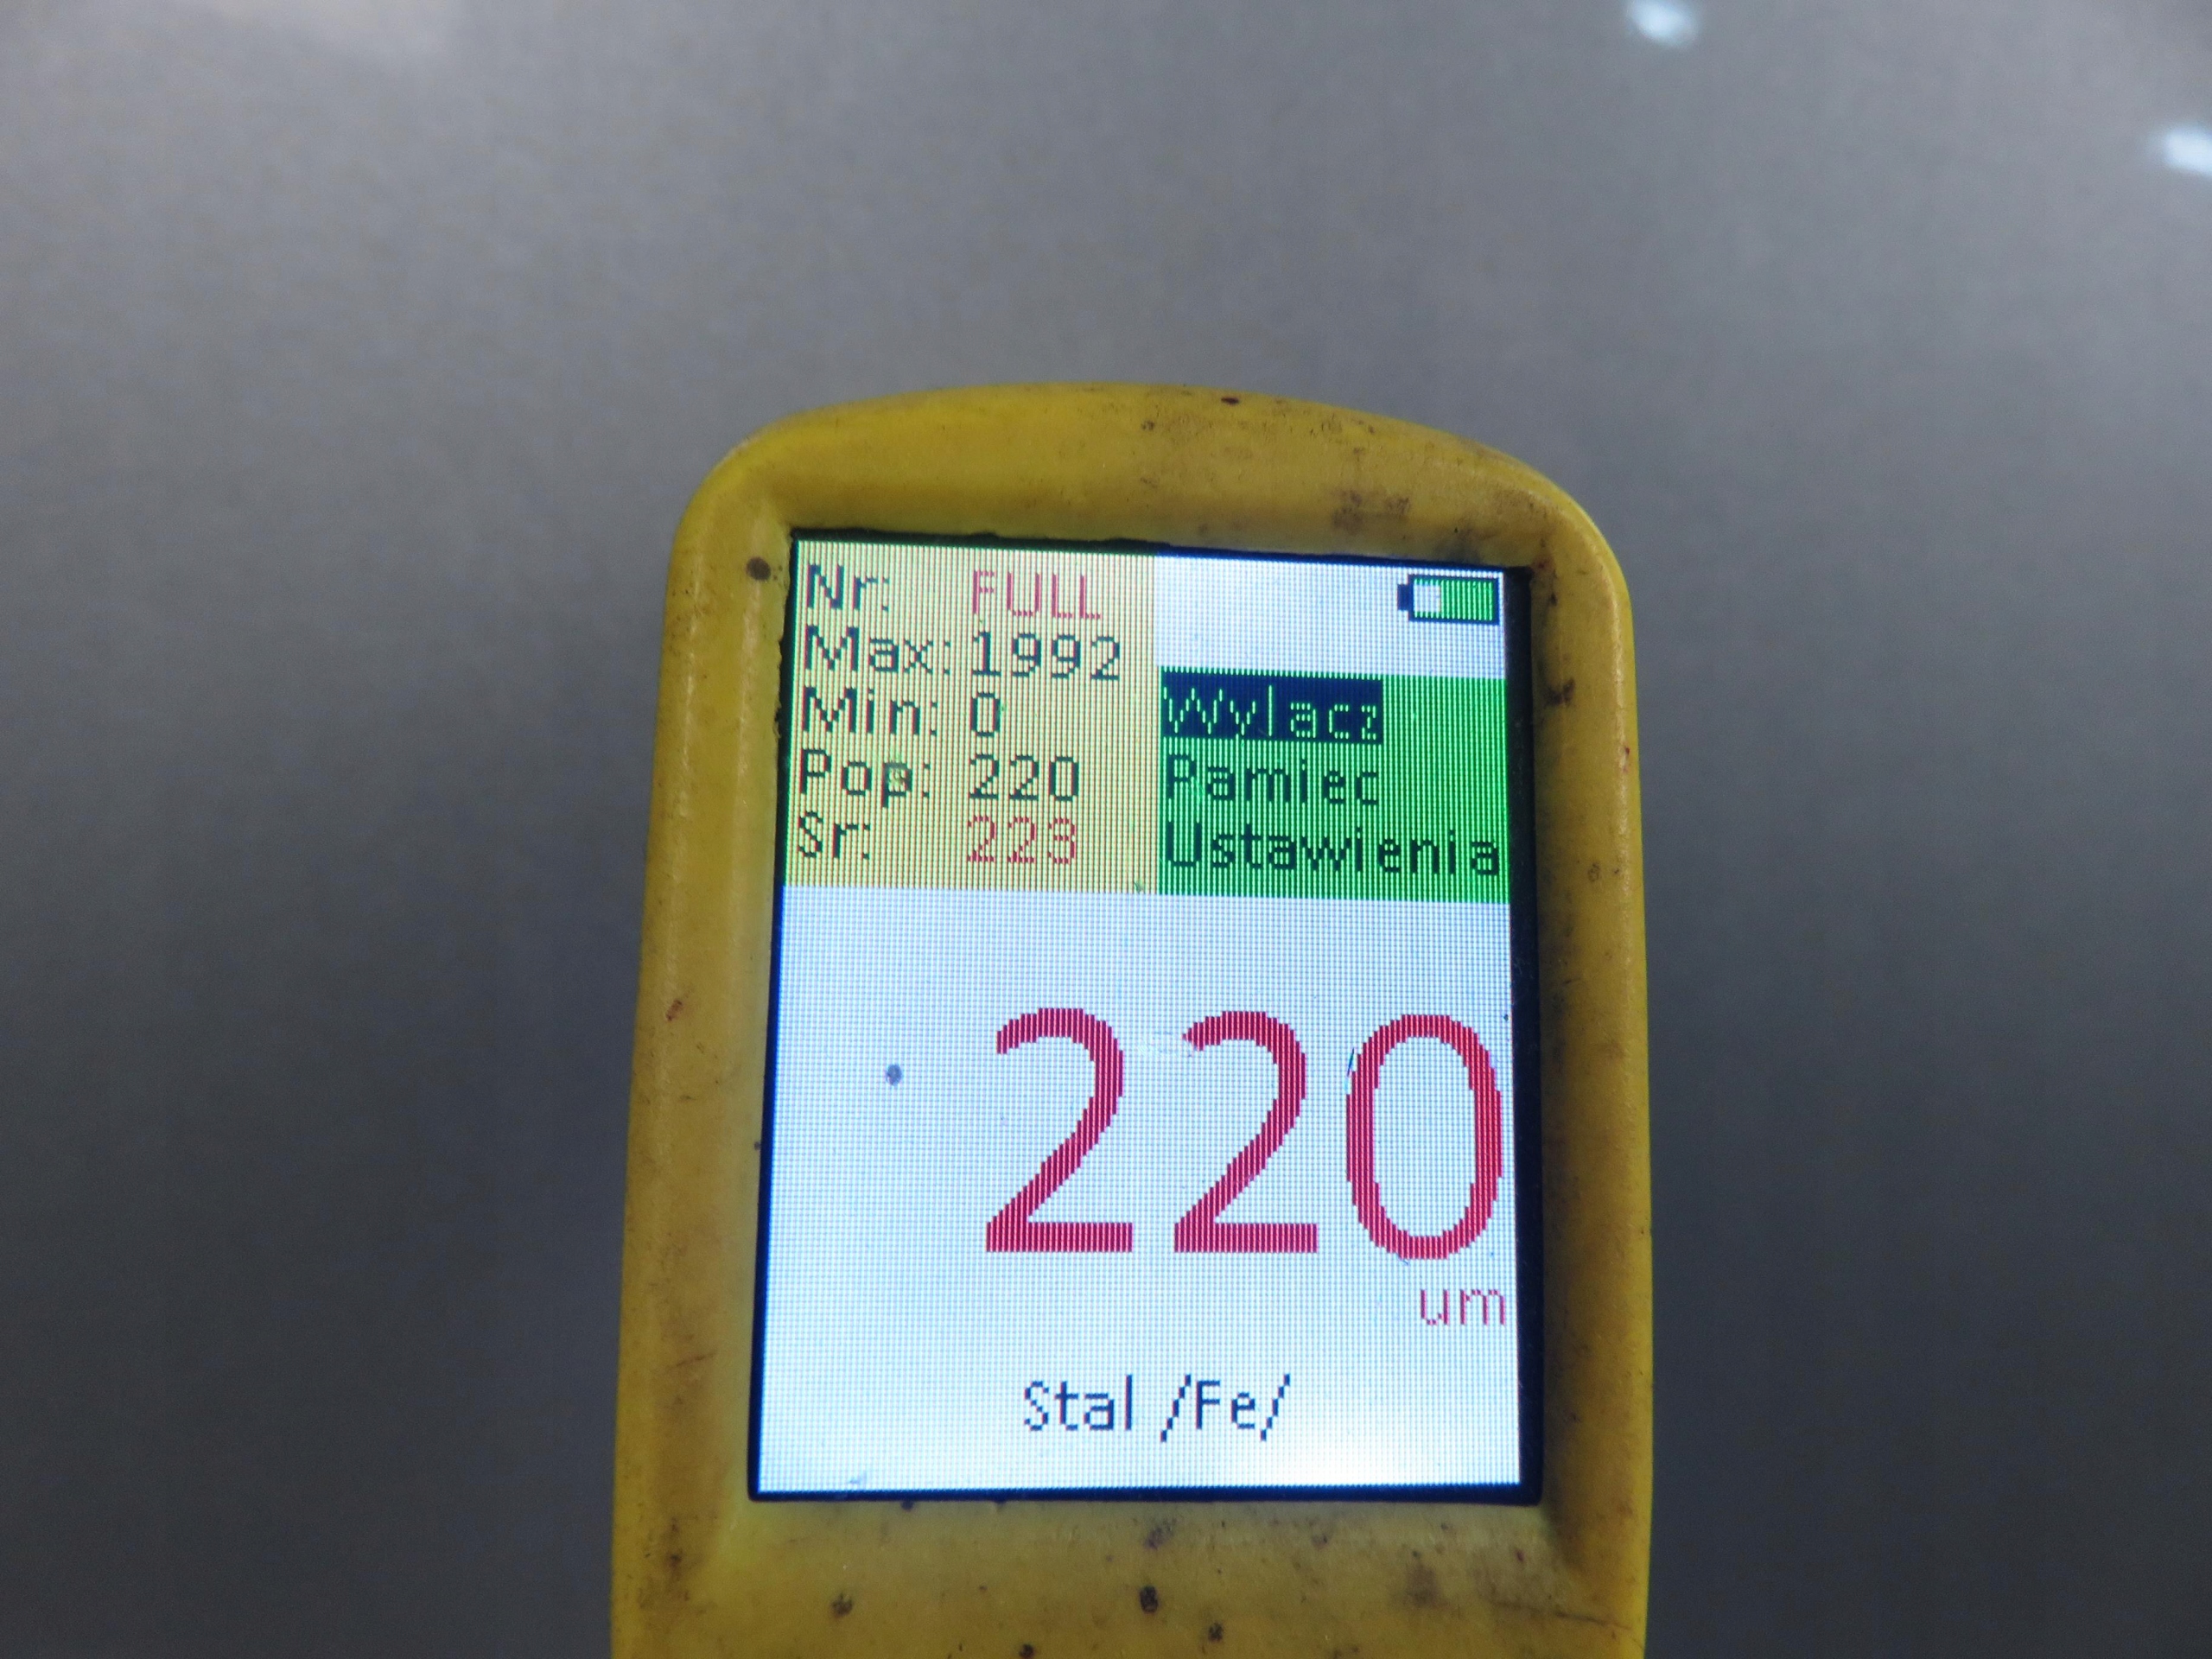 Nr: FULL
Max: 1992
Min: 0
Pop: 220
Sr: 223
Wylacz
Pamiec
Ustawienia
220
um
Stal /Fe/